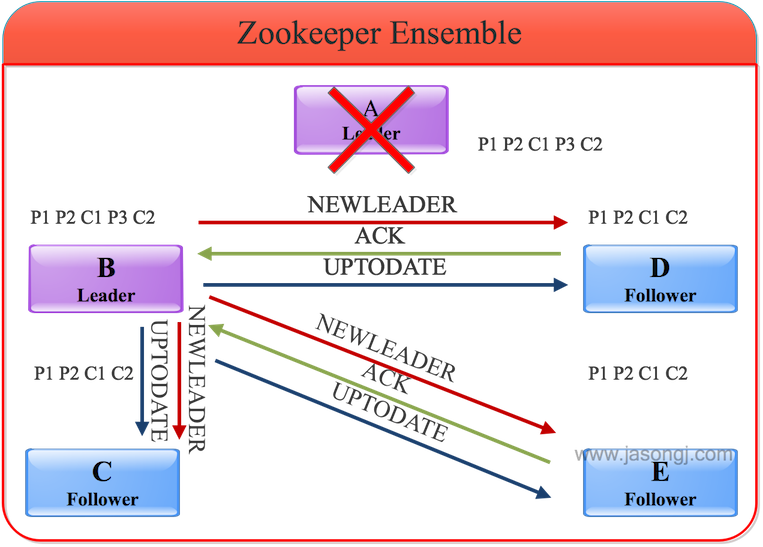 Zookeeper Ensemble
A
Leader
P1 P2 C1 P3 C2
P1 P2 C1 P3 C2
NEWLEADER
P1 P2 C1 C2
ACK
UPTODATE
B
Leader
D
Follower
NEWLEADER
UPTODATE
NEWLEADER
ACK
UPTODATE
P1 P2 C1 C2
P1 P2 C1 C2
www.jasongj.com
C
Follower
E
Follower